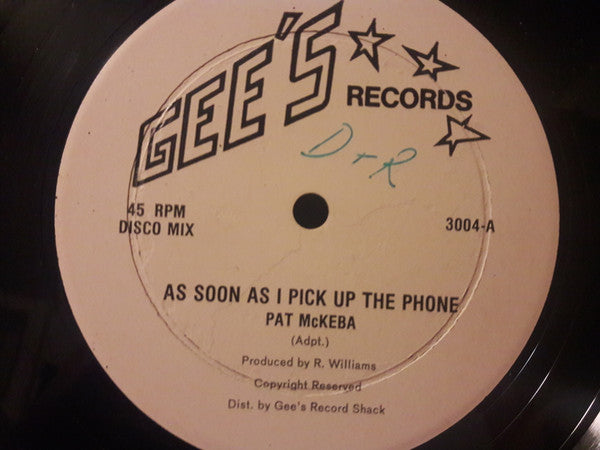 GEE'S
RECORDS
D + R
45 RPM
DISCO MIX
3004-A
AS SOON AS I PICK UP THE PHONE
PAT McKEBA
(Adpt.)
Produced by R. Williams
Copyright Reserved
Dist. by Gee's Record Shack